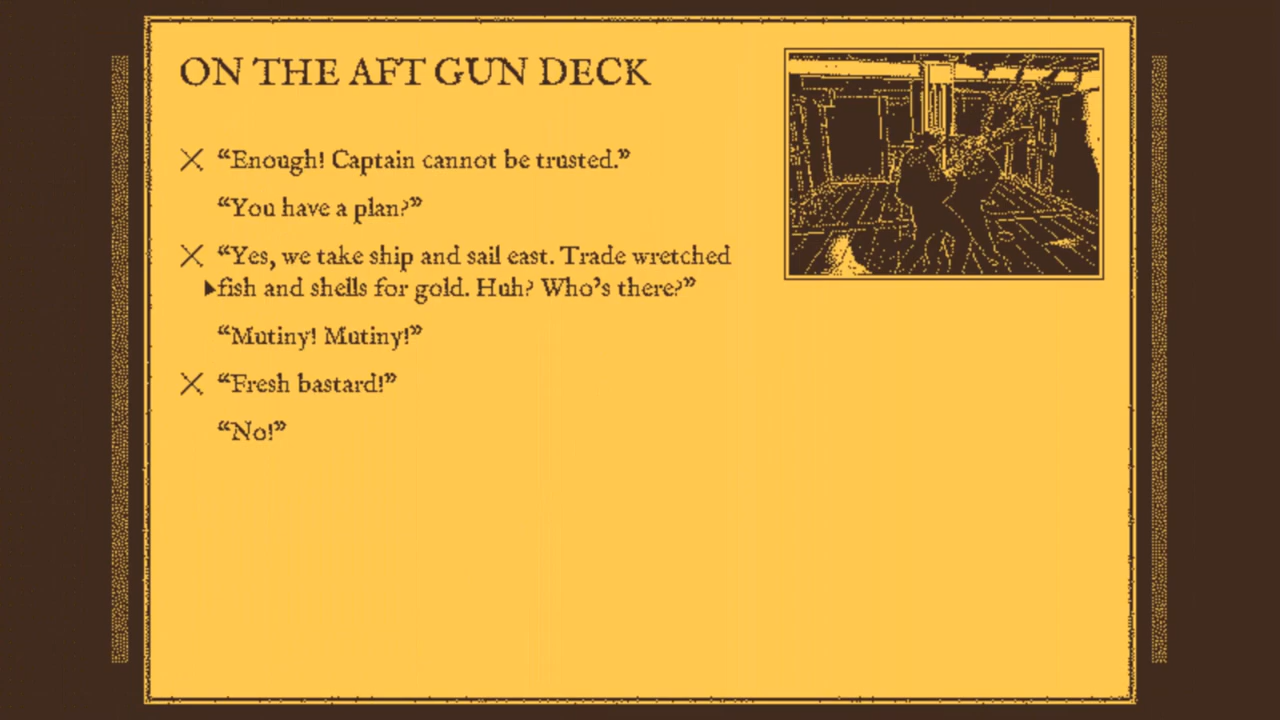 ON THE AFT GUN DECK
“Enough! Captain cannot be trusted.”
“You have a plan?”
“Yes, we take ship and sail east. Trade wretched
fish and shells for gold. Huh? Who’s there?”
“Mutiny! Mutiny!”
“Fresh bastard!”
“No!”